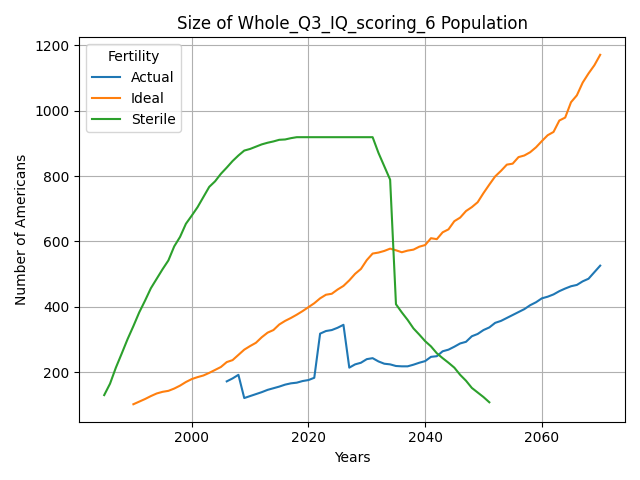 Size of Whole_Q3_IQ_scoring_6 Population
Number of Americans
1200
1000
800
600
400
200
Fertility
Actual
Ideal
Sterile
2000
2020
2040
2060
Years